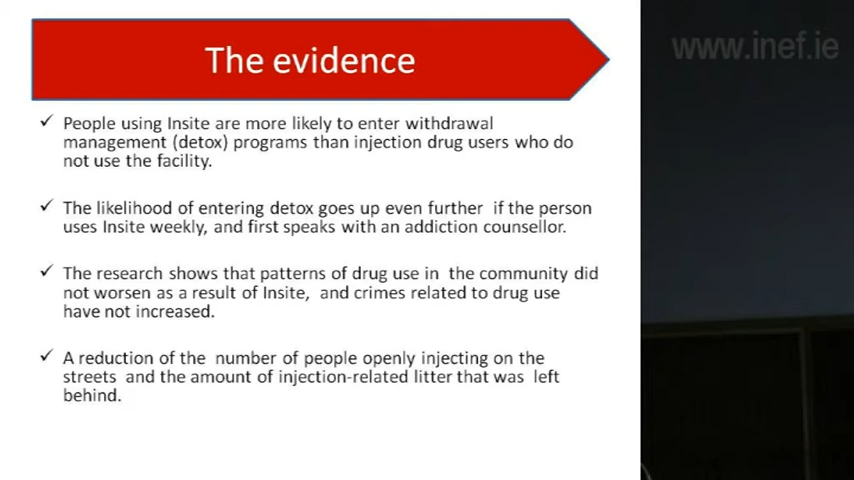 The evidence
www.inef.ie
✓ People using Insite are more likely to enter withdrawal
management (detox) programs than injection drug users who do
not use the facility.
✓ The likelihood of entering detox goes up even further if the person
uses Insite weekly, and first speaks with an addiction counsellor.
✓ The research shows that patterns of drug use in the community did
not worsen as a result of Insite, and crimes related to drug use
have not increased.
✓ A reduction of the number of people openly injecting on the
streets and the amount of injection-related litter that was left
behind.